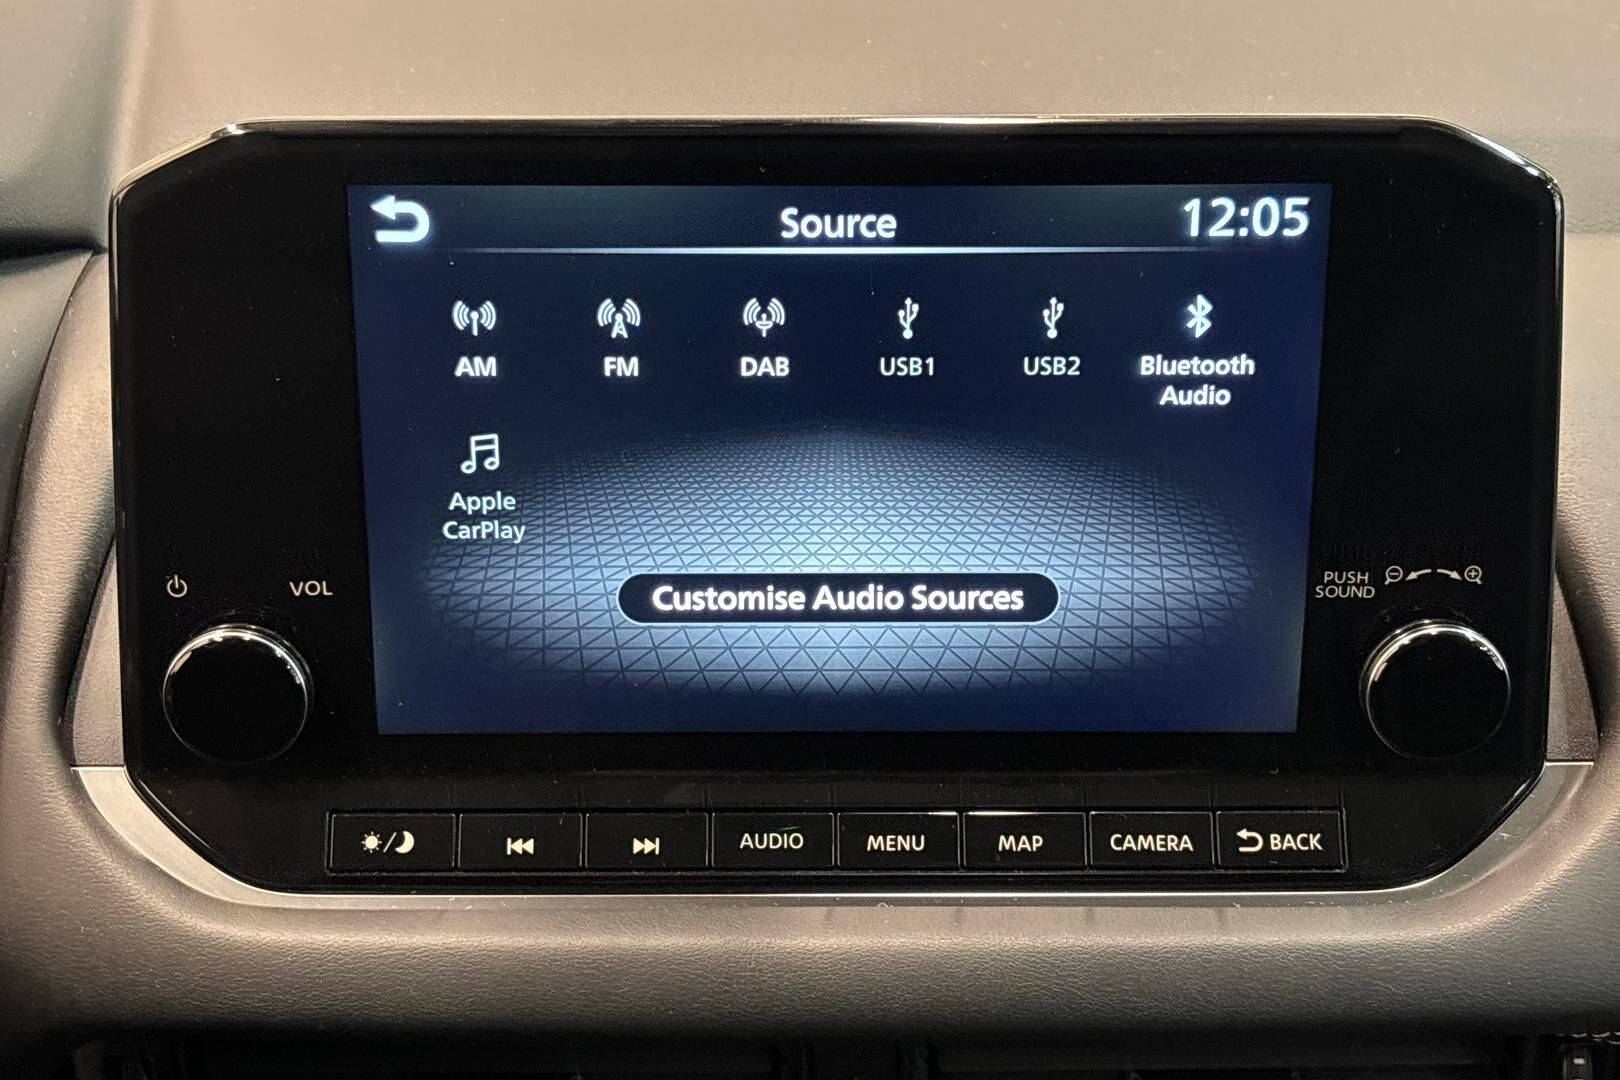 Source
12:05
AM
FM
DAB
USB1
USB2
Bluetooth
Audio
Apple
CarPlay
Customise Audio Sources
VOL
PUSH
SOUND
AUDIO
MENU
MAP
CAMERA
BACK